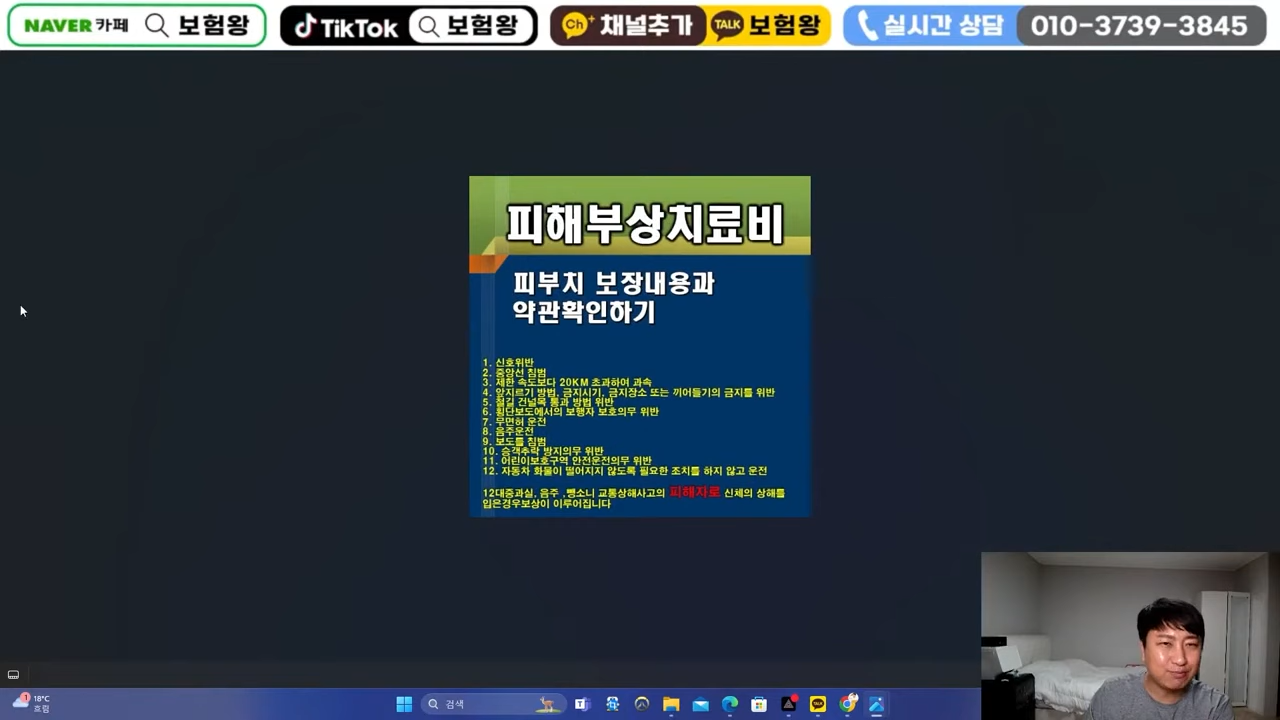 NAVER 카페 보험왕
TikTok 보험왕
Ch+ 채널추가 TALK 보험왕
실시간 상담 010-3739-3845
피해부상치료비
피부치 보장내용과
약관확인하기
1. 신호위반
2. 중앙선 침범
3. 제한 속도보다 20KM 초과하여 과속
4. 앞지르기 방법, 금지시기, 금지장소 또는 끼어들기의 금지를 위반
5. 철길 건널목 통과 방법 위반
6. 횡단보도에서의 보행자 보호의무 위반
7. 무면허 운전
8. 음주운전
9. 보도를 침범
10. 승객추락 방지의무 위반
11. 어린이보호구역 안전운전의무 위반
12. 자동차 화물이 떨어지지 않도록 필요한 조치를 하지 않고 운전
12대중과실, 음주 ,뺑소니 교통상해사고의 피해자로 신체의 상해를
입은경우보상이 이루어집니다
1
18°C
흐림
검색
TALK